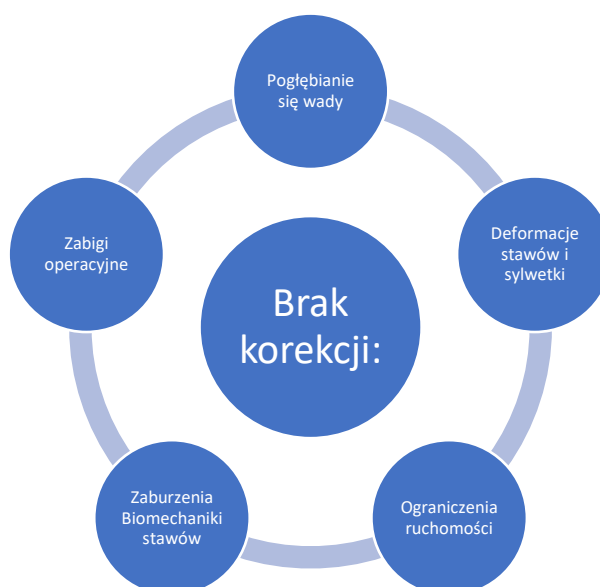 Pogłębianie
się wady
Deformacje
stawów i
sylwetki
Ograniczenia
ruchomości
Zaburzenia
Biomechaniki
stawów
Zabigi
operacyjne
Brak
korekcji: